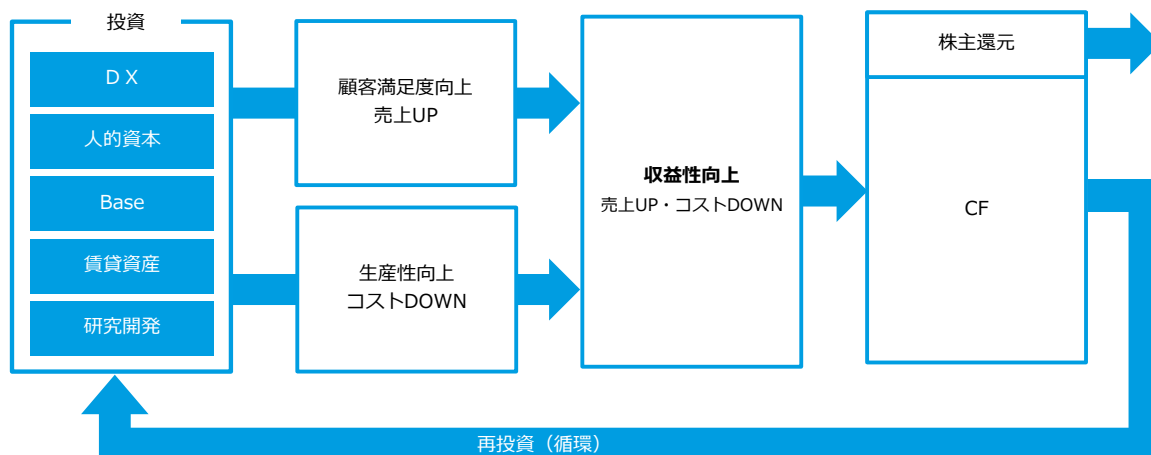 投資
ＤＸ
人的資本
Base
賃貸資産
研究開発
顧客満足度向上
売上UP
生産性向上
コストDOWN
収益性向上
売上UP・コストDOWN
株主還元
CF
再投資（循環）